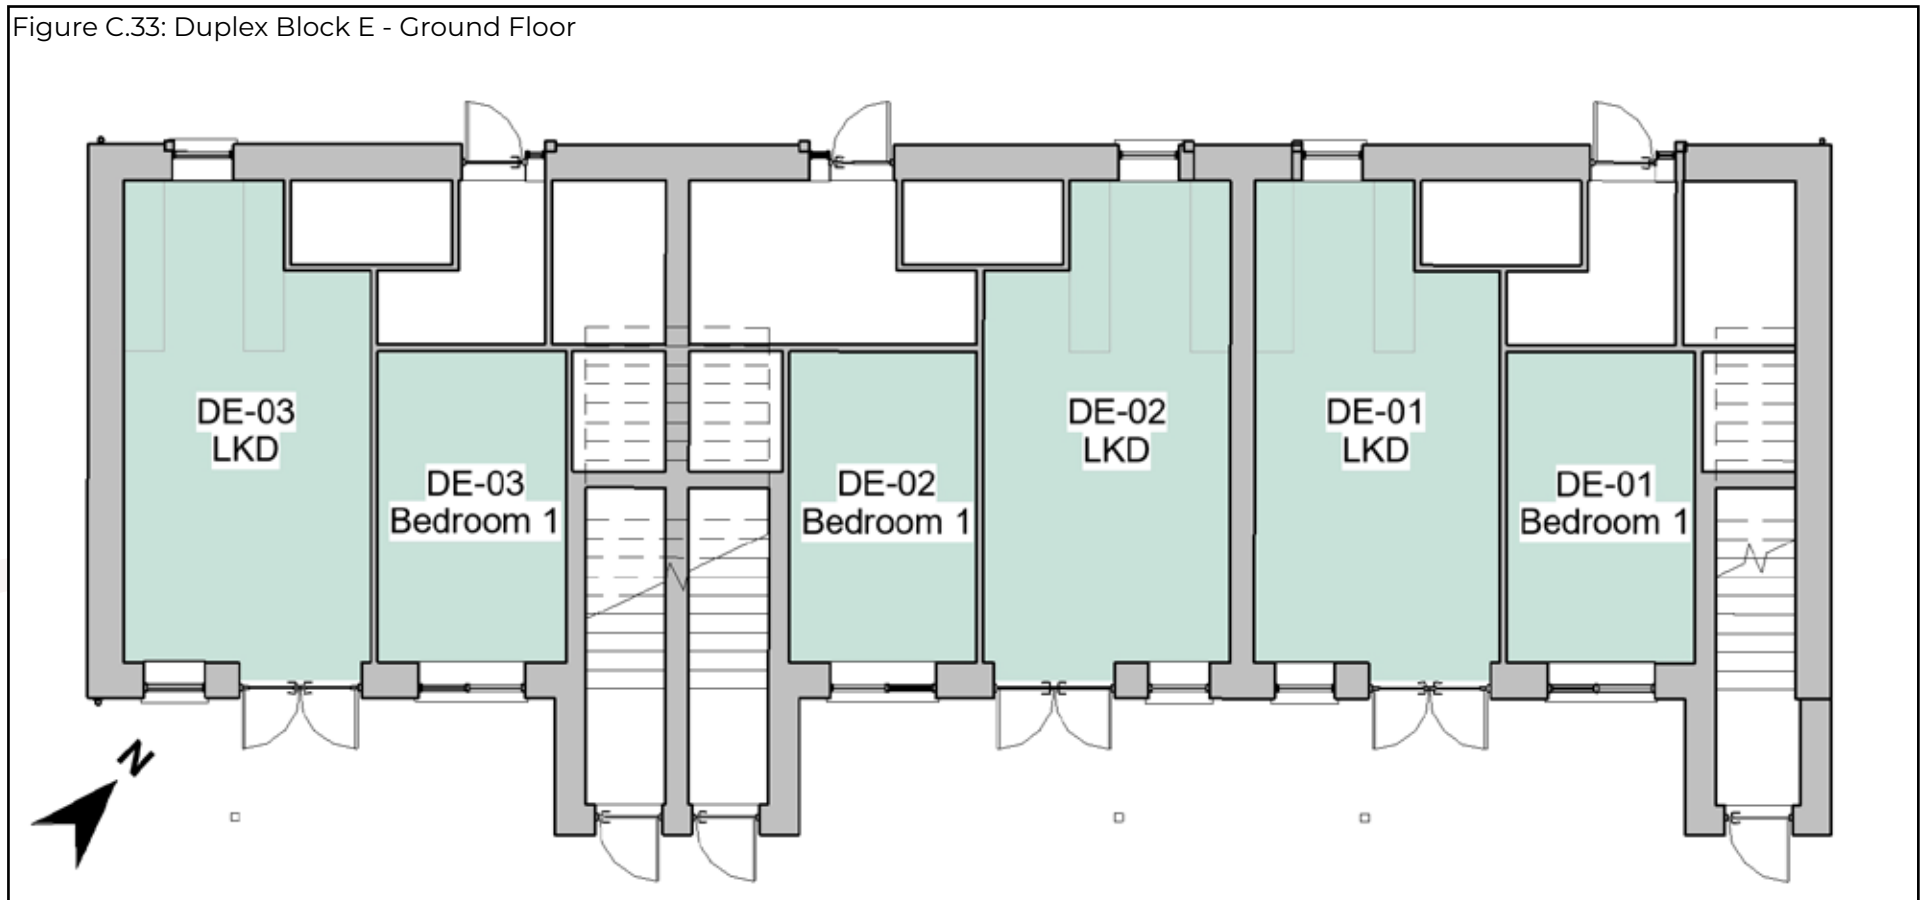 Figure C.33: Duplex Block E - Ground Floor
DE-03
LKD
DE-03
Bedroom 1
DE-02
Bedroom 1
DE-02
LKD
DE-01
LKD
DE-01
Bedroom 1
N